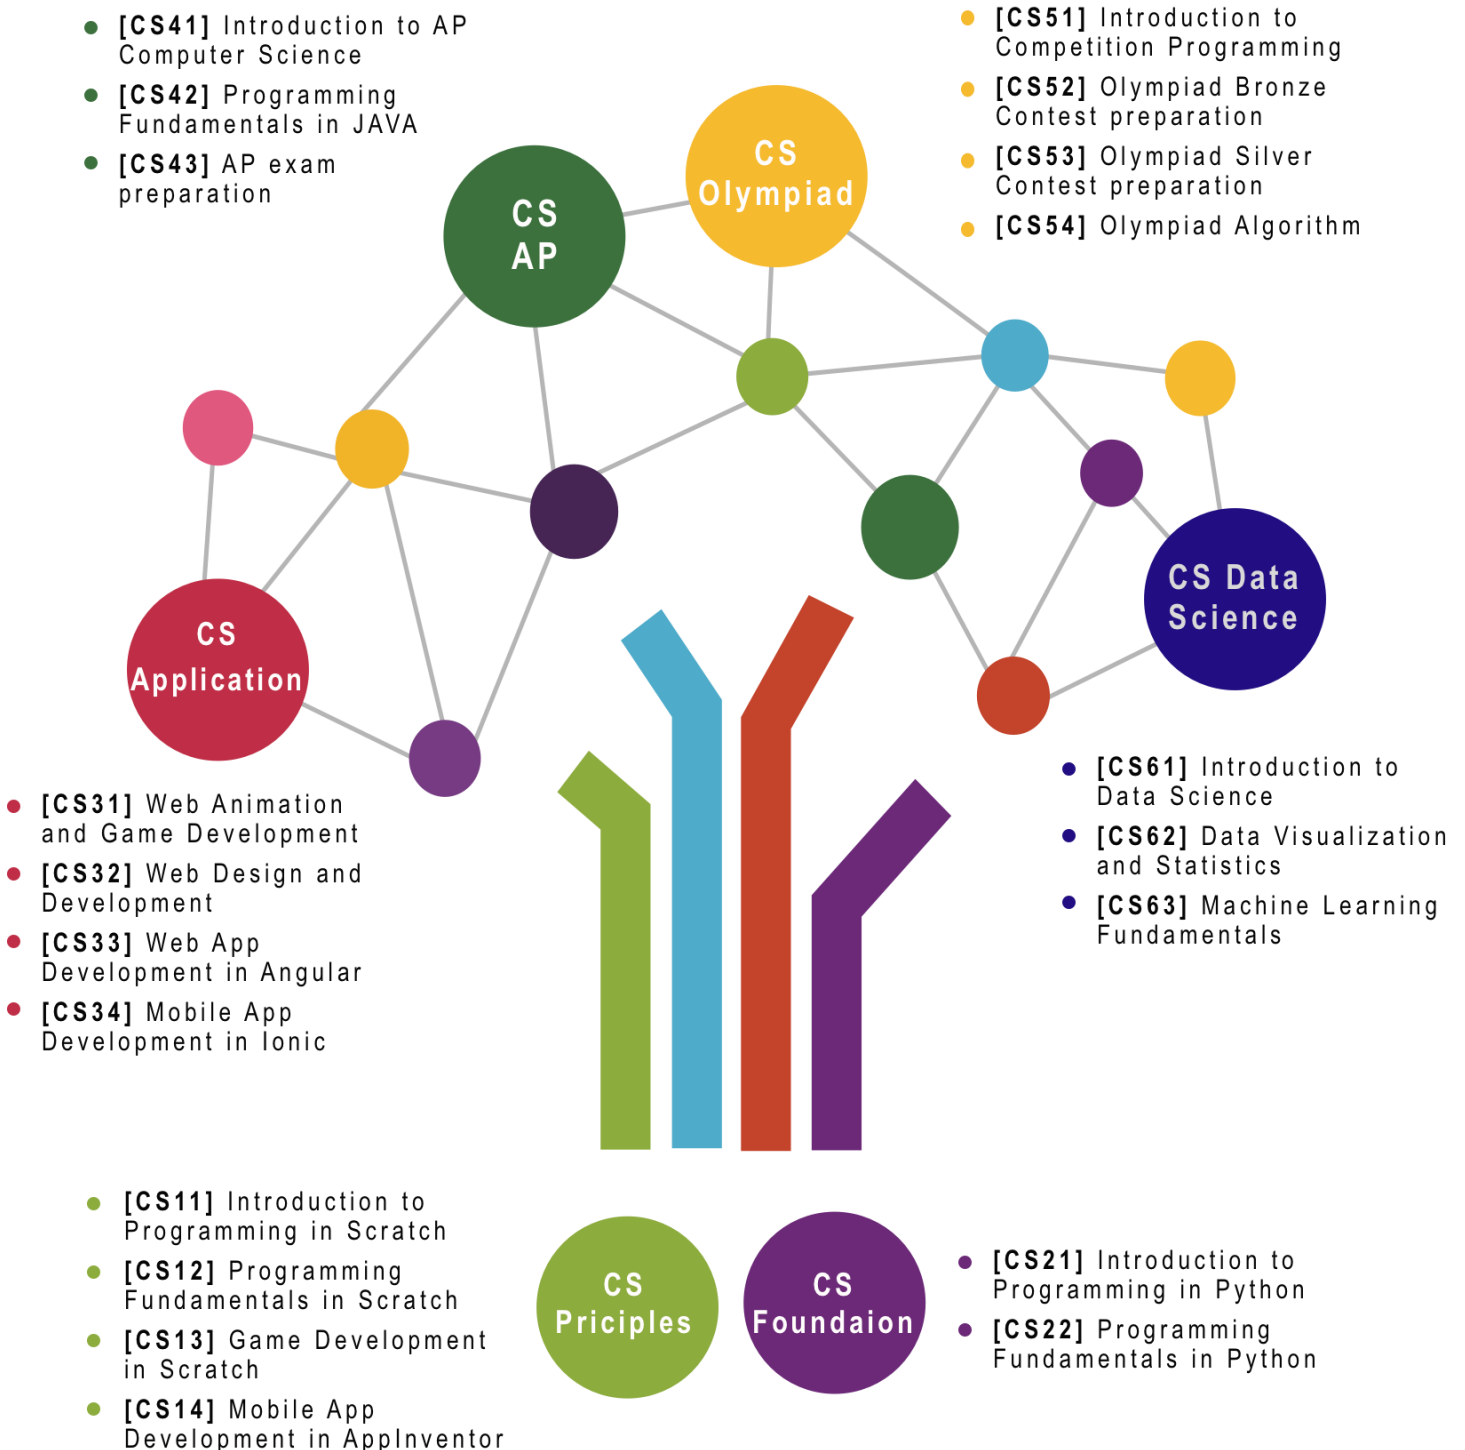 [CS41] Introduction to AP
Computer Science
[CS42] Programming
Fundamentals in JAVA
[CS43] AP exam
preparation
[CS51] Introduction to
Competition Programming
[CS52] Olympiad Bronze
Contest preparation
[CS53] Olympiad Silver
Contest preparation
[CS54] Olympiad Algorithm
CS
Olympiad
CS
AP
CS Data
Science
CS
Application
[CS31] Web Animation
and Game Development
[CS32] Web Design and
Development
[CS33] Web App
Development in Angular
[CS34] Mobile App
Development in Ionic
[CS61] Introduction to
Data Science
[CS62] Data Visualization
and Statistics
[CS63] Machine Learning
Fundamentals
[CS11] Introduction to
Programming in Scratch
[CS12] Programming
Fundamentals in Scratch
[CS13] Game Development
in Scratch
[CS14] Mobile App
Development in AppInventor
CS
Priciples
CS
Foundaion
[CS21] Introduction to
Programming in Python
[CS22] Programming
Fundamentals in Python